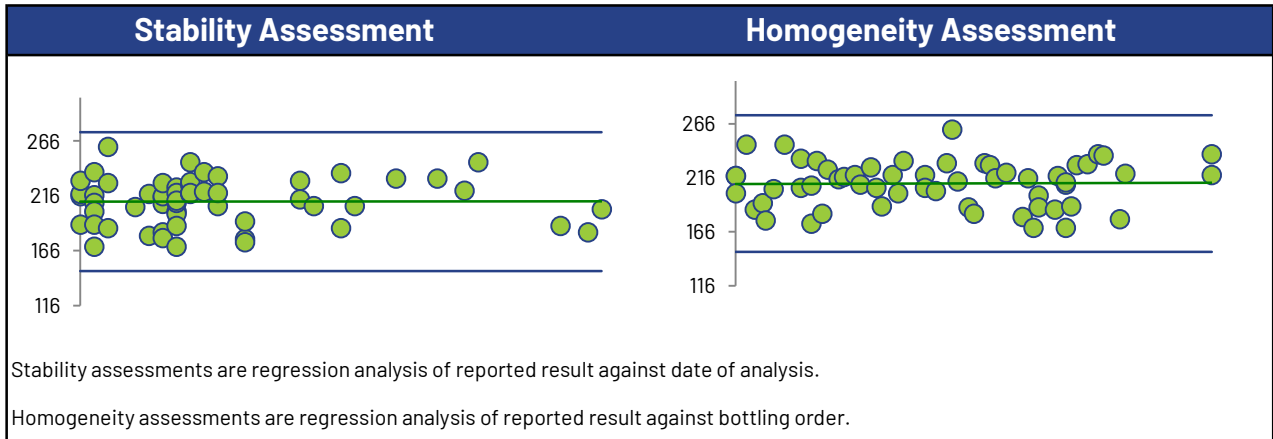 Stability Assessment
Homogeneity Assessment
266
216
166
116
266
216
166
116
Stability assessments are regression analysis of reported result against date of analysis.
Homogeneity assessments are regression analysis of reported result against bottling order.